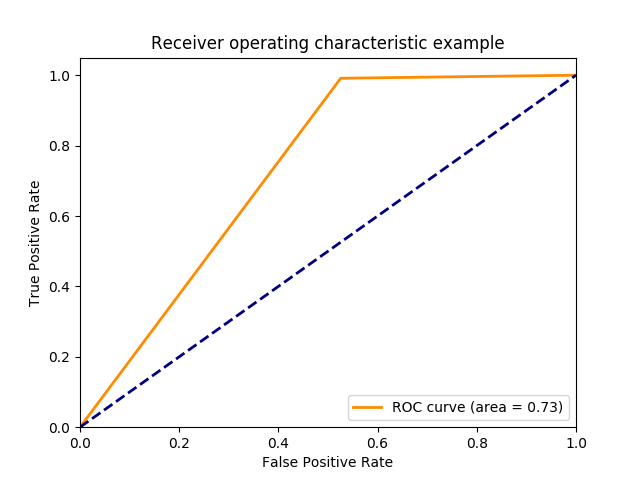 Receiver operating characteristic example
1.0
0.8
0.6
0.4
0.2
0.0
True Positive Rate
ROC curve (area = 0.73)
0.0 0.2 0.4 0.6 0.8 1.0
False Positive Rate